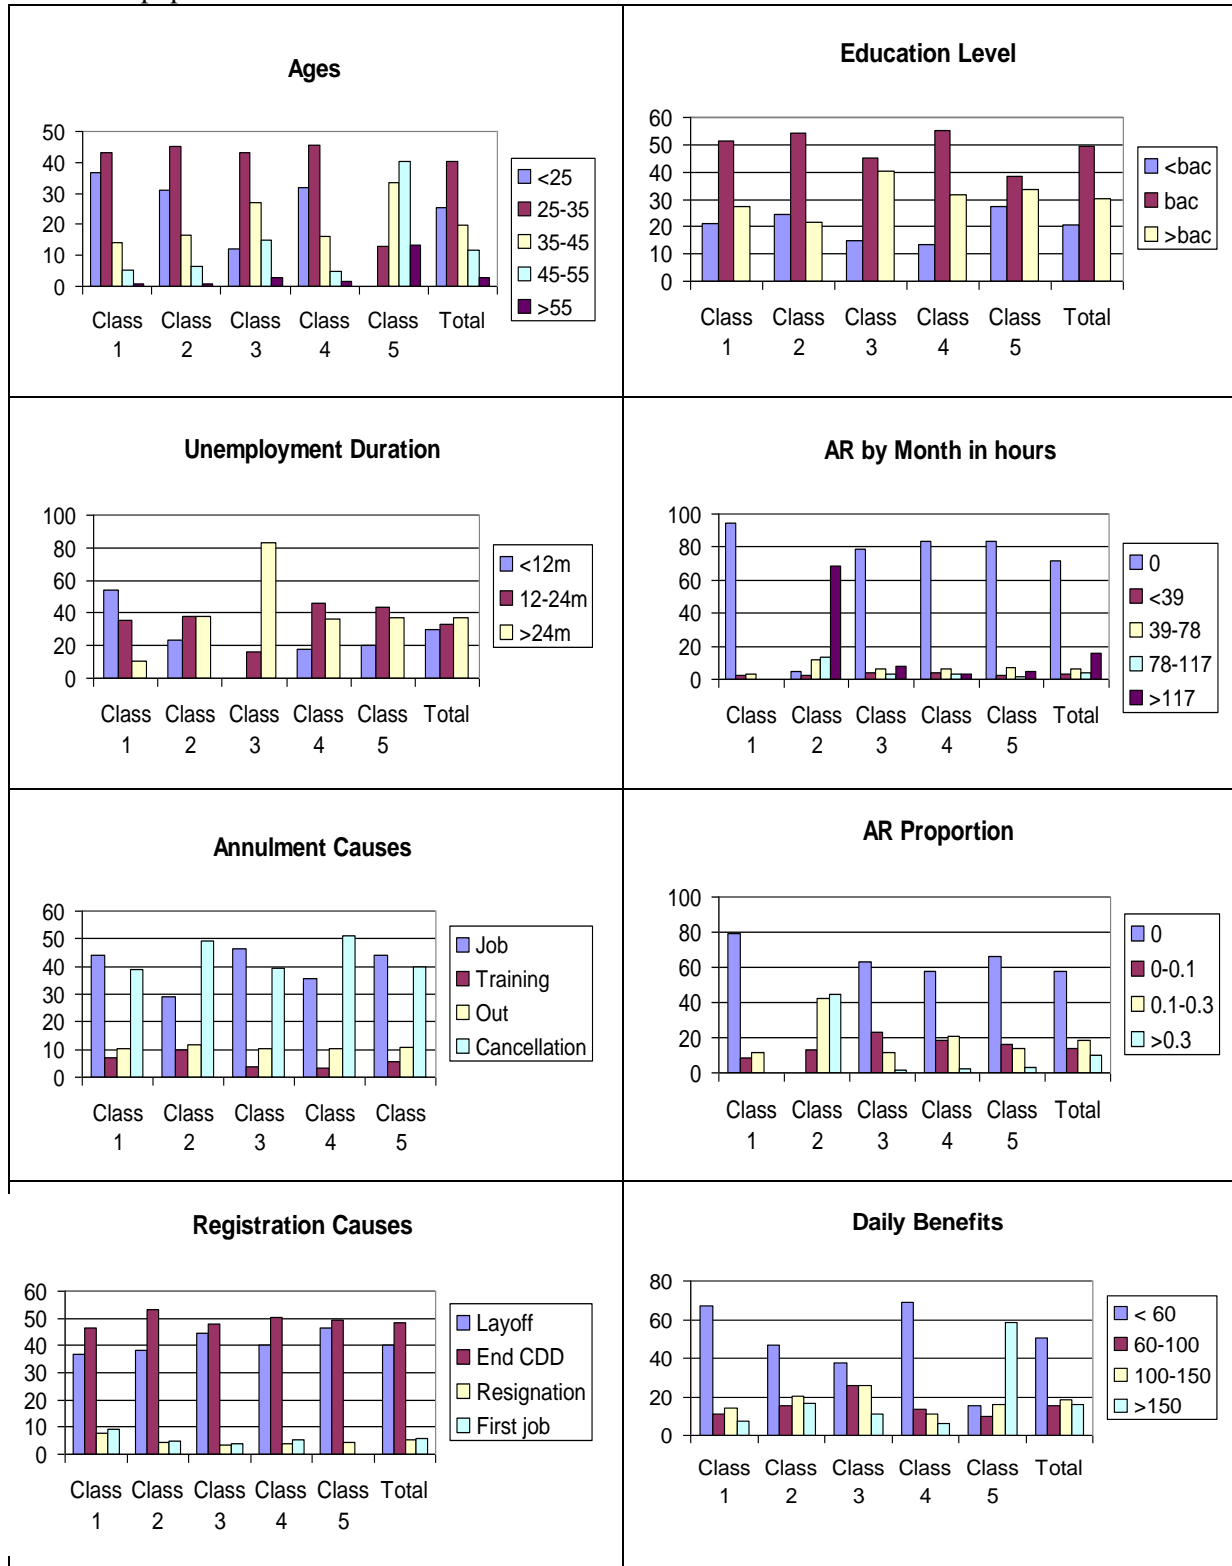 Ages
50
40
30
20
10
0
Class 1
Class 2
Class 3
Class 4
Class 5
Total
<25
25-35
35-45
45-55
>55
Education Level
60
50
40
30
20
10
0
Class 1
Class 2
Class 3
Class 4
Class 5
Total
<bac
bac
>bac
Unemployment Duration
100
80
60
40
20
0
Class 1
Class 2
Class 3
Class 4
Class 5
Total
<12m
12-24m
>24m
AR by Month in hours
100
80
60
40
20
0
Class 1
Class 2
Class 3
Class 4
Class 5
Total
0
<39
39-78
78-117
>117
Annulment Causes
60
50
40
30
20
10
0
Class 1
Class 2
Class 3
Class 4
Class 5
Job
Training
Out
Cancellation
AR Proportion
100
80
60
40
20
0
Class 1
Class 2
Class 3
Class 4
Class 5
Total
0
0-0.1
0.1-0.3
>0.3
Registration Causes
60
50
40
30
20
10
0
Class 1
Class 2
Class 3
Class 4
Class 5
Total
Layoff
End CDD
Resignation
First job
Daily Benefits
80
60
40
20
0
Class 1
Class 2
Class 3
Class 4
Class 5
Total
< 60
60-100
100-150
>150